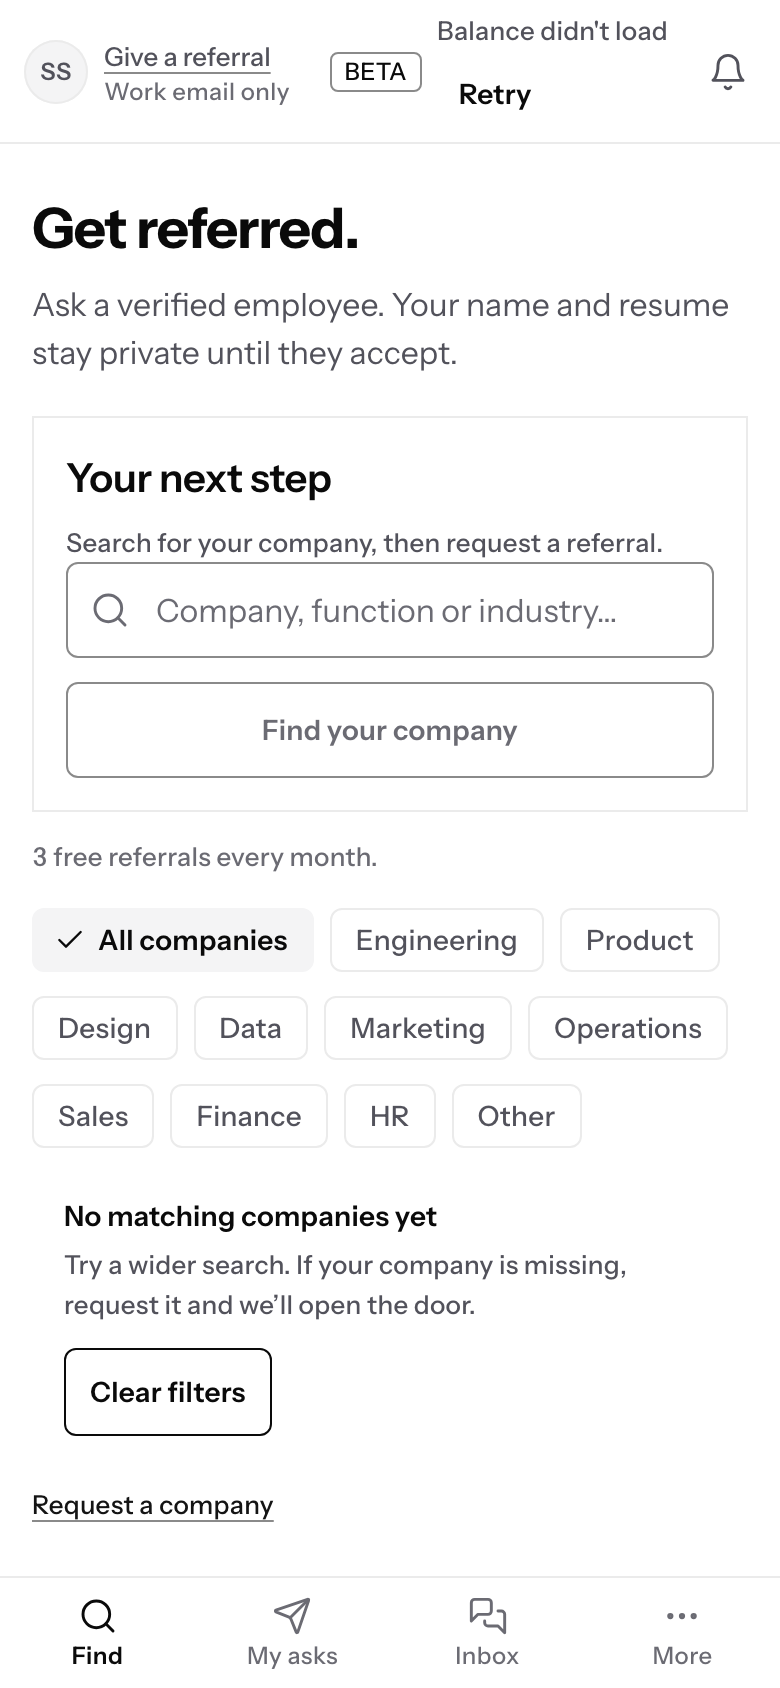 SS
Give a referral
Work email only
BETA
Balance didn't load
Retry
Get referred.
Ask a verified employee. Your name and resume
stay private until they accept.
Your next step
Search for your company, then request a referral.
Company, function or industry...
Find your company
3 free referrals every month.
All companies
Engineering
Product
Design
Data
Marketing
Operations
Sales
Finance
HR
Other
No matching companies yet
Try a wider search. If your company is missing,
request it and we’ll open the door.
Clear filters
Request a company
Find
My asks
Inbox
More